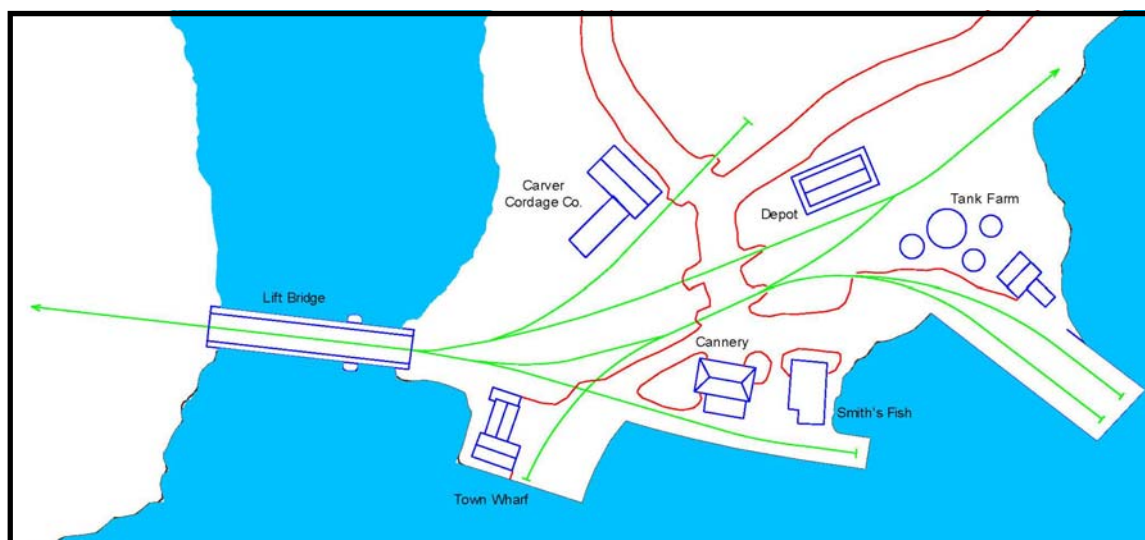 Carver
Cordage Co.
Depot
Tank Farm
Lift Bridge
Cannery
Smith's Fish
Town Wharf